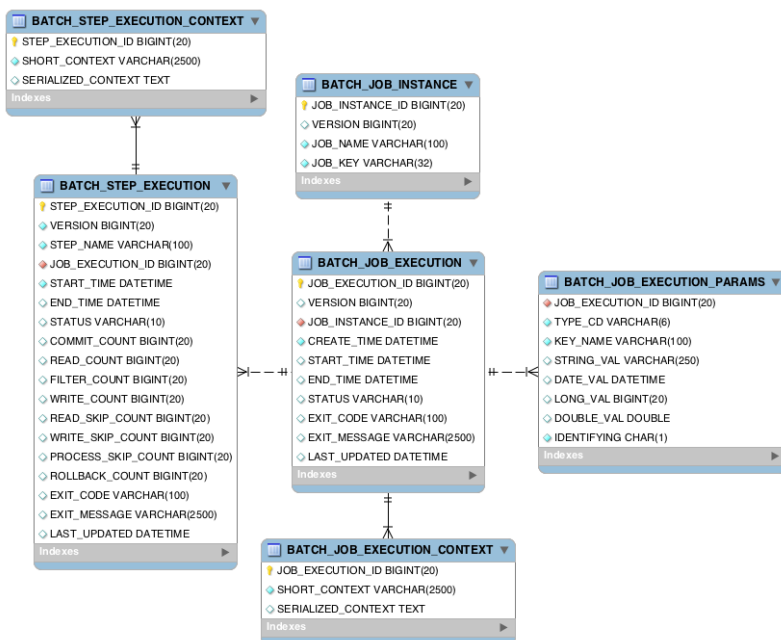 BATCH_STEP_EXECUTION_CONTEXT
STEP_EXECUTION_ID BIGINT(20)
SHORT_CONTEXT VARCHAR(2500)
SERIALIZED_CONTEXT TEXT
Indexes
BATCH_JOB_INSTANCE
JOB_INSTANCE_ID BIGINT(20)
VERSION BIGINT(20)
JOB_NAME VARCHAR(100)
JOB_KEY VARCHAR(32)
Indexes
BATCH_STEP_EXECUTION
STEP_EXECUTION_ID BIGINT(20)
VERSION BIGINT(20)
STEP_NAME VARCHAR(100)
JOB_EXECUTION_ID BIGINT(20)
START_TIME DATETIME
END_TIME DATETIME
STATUS VARCHAR(10)
COMMIT_COUNT BIGINT(20)
READ_COUNT BIGINT(20)
FILTER_COUNT BIGINT(20)
WRITE_COUNT BIGINT(20)
READ_SKIP_COUNT BIGINT(20)
WRITE_SKIP_COUNT BIGINT(20)
PROCESS_SKIP_COUNT BIGINT(20)
ROLLBACK_COUNT BIGINT(20)
EXIT_CODE VARCHAR(100)
EXIT_MESSAGE VARCHAR(2500)
LAST_UPDATED DATETIME
Indexes
BATCH_JOB_EXECUTION
JOB_EXECUTION_ID BIGINT(20)
VERSION BIGINT(20)
JOB_INSTANCE_ID BIGINT(20)
CREATE_TIME DATETIME
START_TIME DATETIME
END_TIME DATETIME
STATUS VARCHAR(10)
EXIT_CODE VARCHAR(100)
EXIT_MESSAGE VARCHAR(2500)
LAST_UPDATED DATETIME
Indexes
BATCH_JOB_EXECUTION_PARAMS
JOB_EXECUTION_ID BIGINT(20)
TYPE_CD VARCHAR(6)
KEY_NAME VARCHAR(100)
STRING_VAL VARCHAR(250)
DATE_VAL DATETIME
LONG_VAL BIGINT(20)
DOUBLE_VAL DOUBLE
IDENTIFYING CHAR(1)
Indexes
BATCH_JOB_EXECUTION_CONTEXT
JOB_EXECUTION_ID BIGINT(20)
SHORT_CONTEXT VARCHAR(2500)
SERIALIZED_CONTEXT TEXT
Indexes